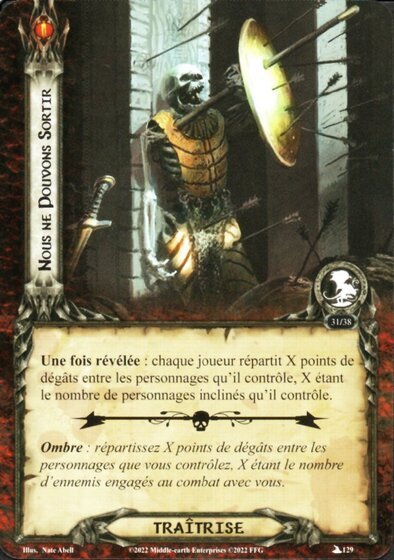 Nous ne Pouvons Sortir
31/38
Une fois révélée : chaque joueur répartit X points de
dégâts entre les personnages qu'il contrôle, X étant
le nombre de personnages inclinés qu'il contrôle.
Ombre : répartissez X points de dégâts entre les
personnages que vous contrôlez, X étant le nombre
d'ennemis engagés au combat avec vous.
TRAÎTRISE
Illus. Nate Abell ©2022 Middle-earth Enterprises ©2022 FFG 129